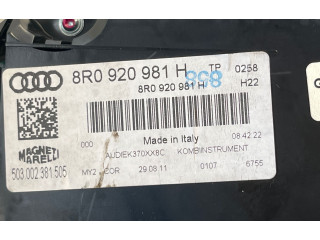 8R0 920 981 H TP 0258
8R0 920 981 H 858 H22
000 Made in Italy 08:42:22
MAGNETI MARELLI AUDIEK370XX8C KOMBIINSTRUMENT
503.002.381.505 MY2 COR 29.08.11 0107 6755